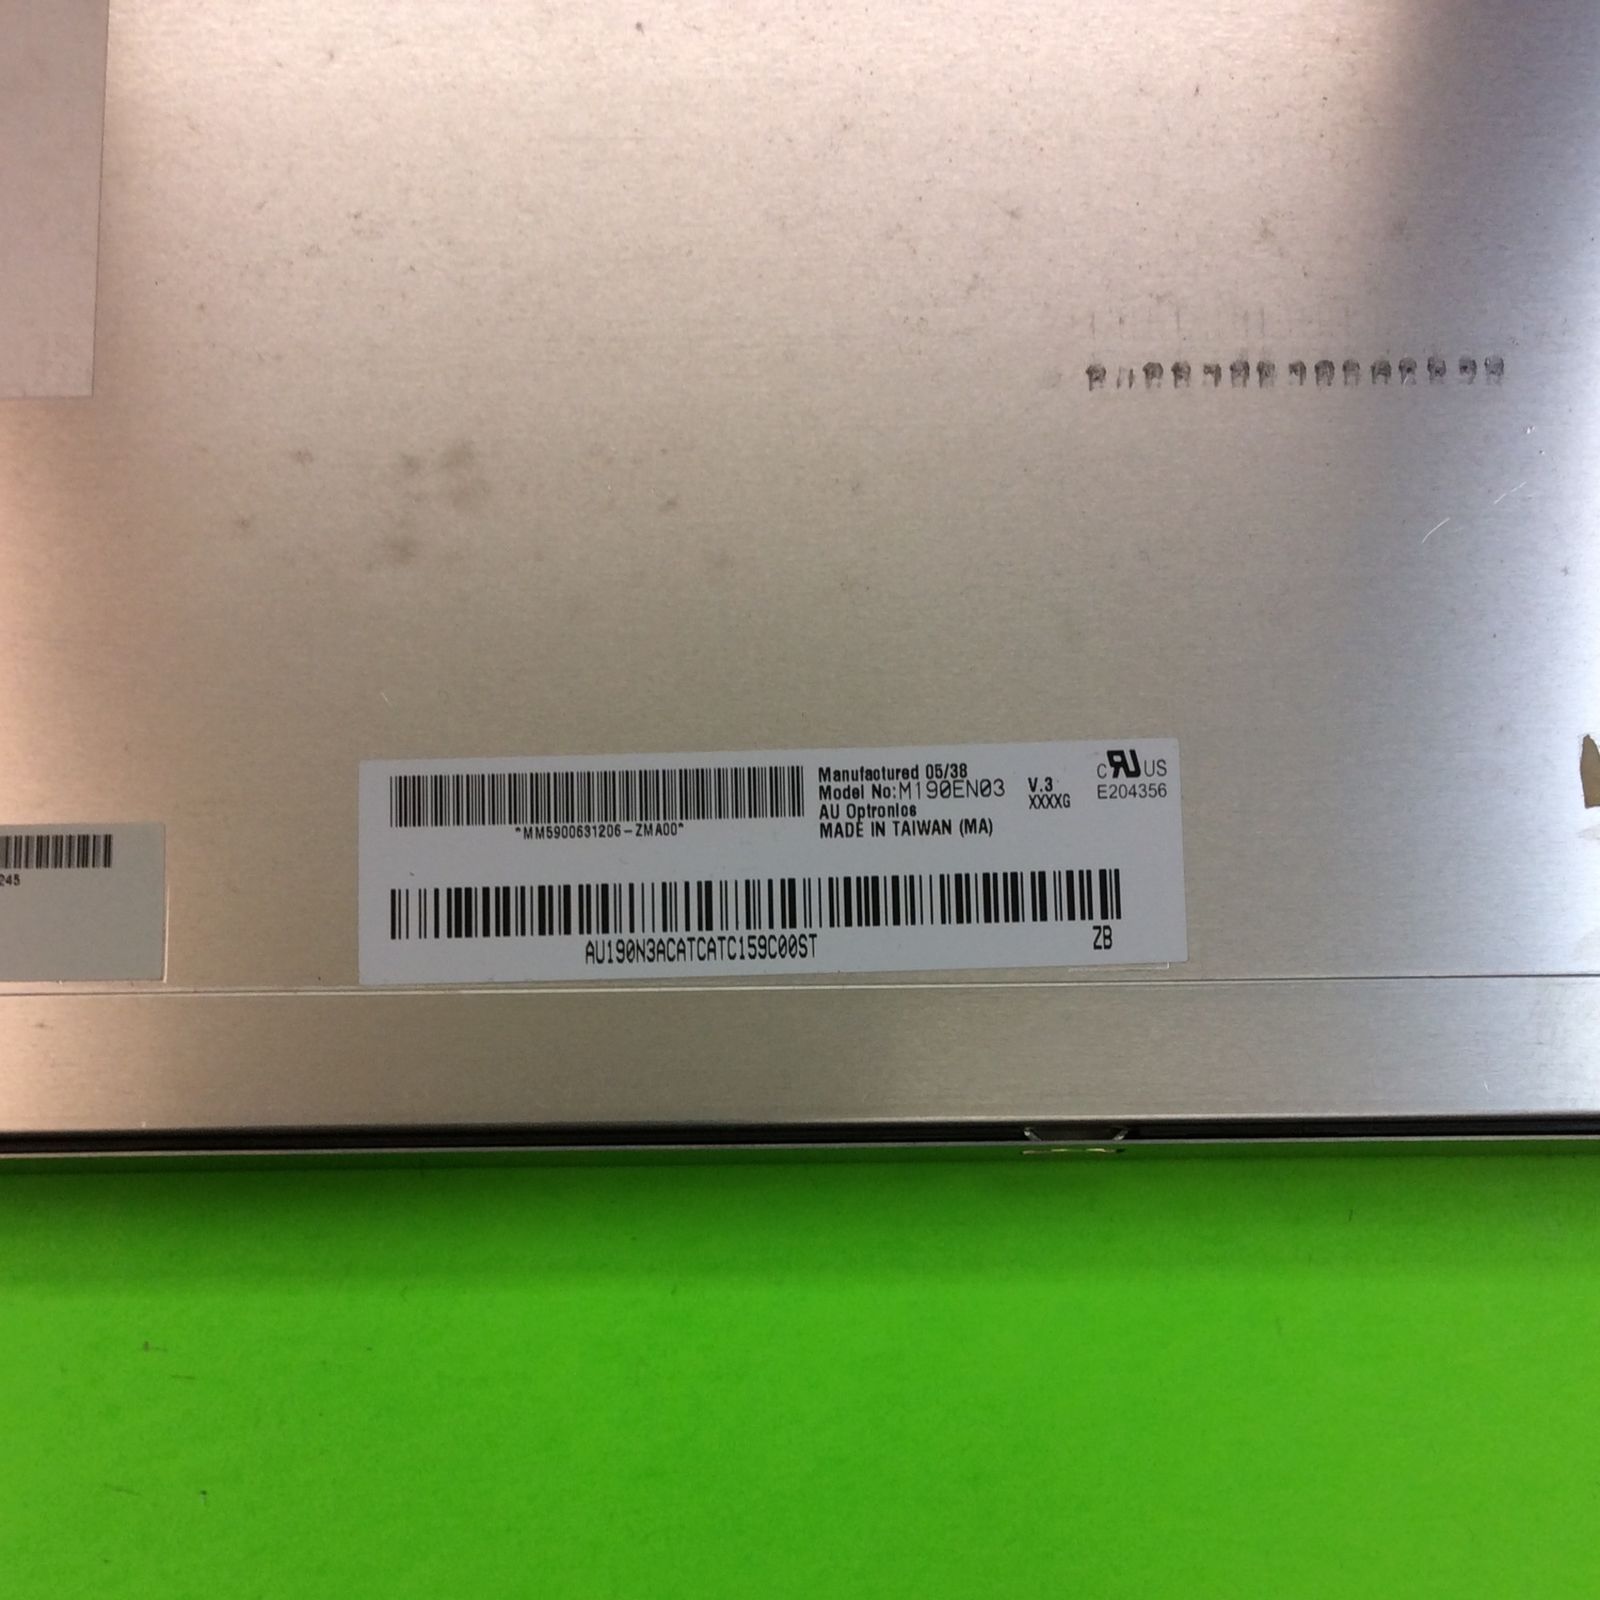 Manufactured 05/38
Model No:M190EN03 V.3
XXXXG
AU Optronics
MADE IN TAIWAN (MA)
c RU US
E204356
*MM5900631206-ZMA00*
AU190N3ACATCATC159C00ST
ZB
245